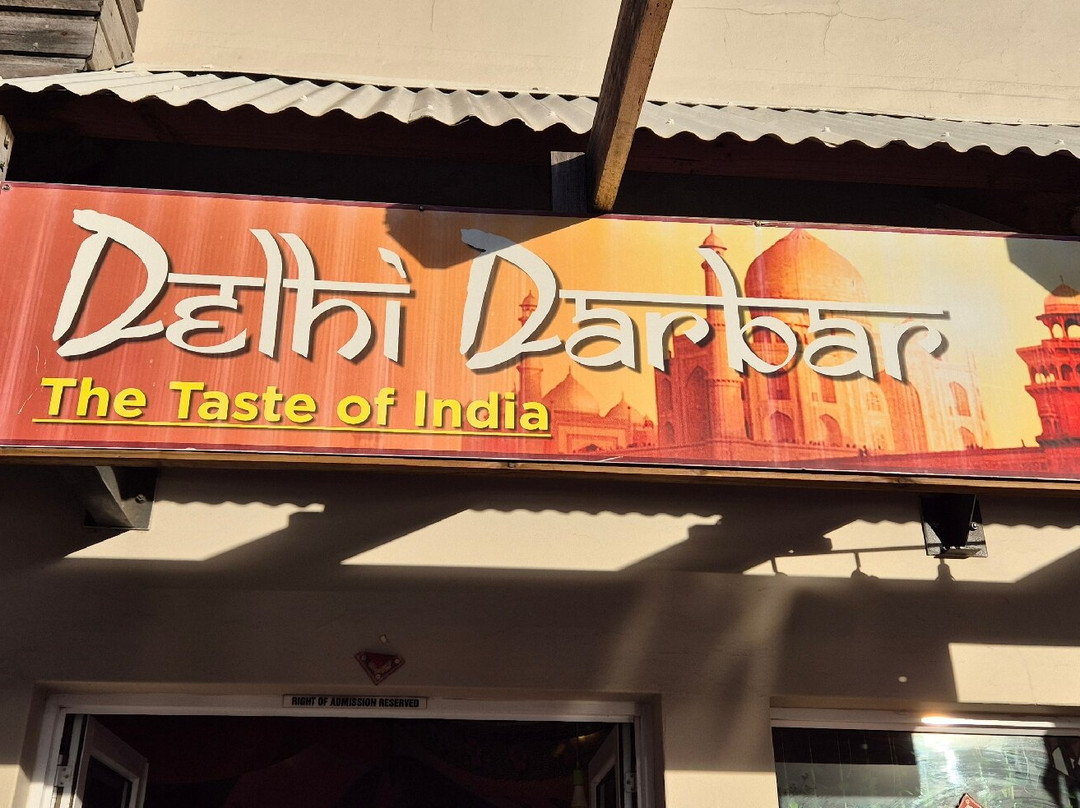 Delhi Darbar
The Taste of India
RIGHT OF ADMISSION RESERVED